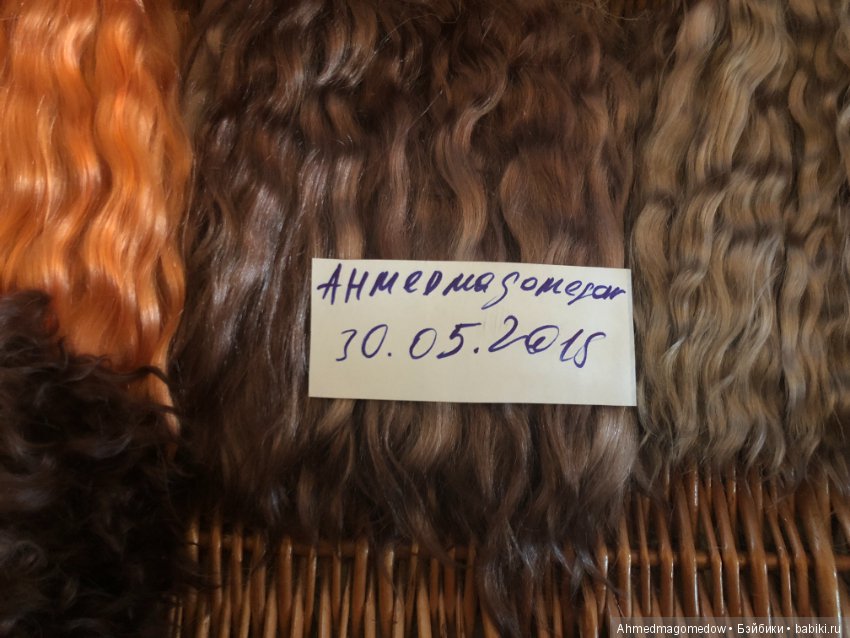 Ahmedmagomedow
30.05.2018
Ahmedmagomedow • Бэйбики • babiki.ru